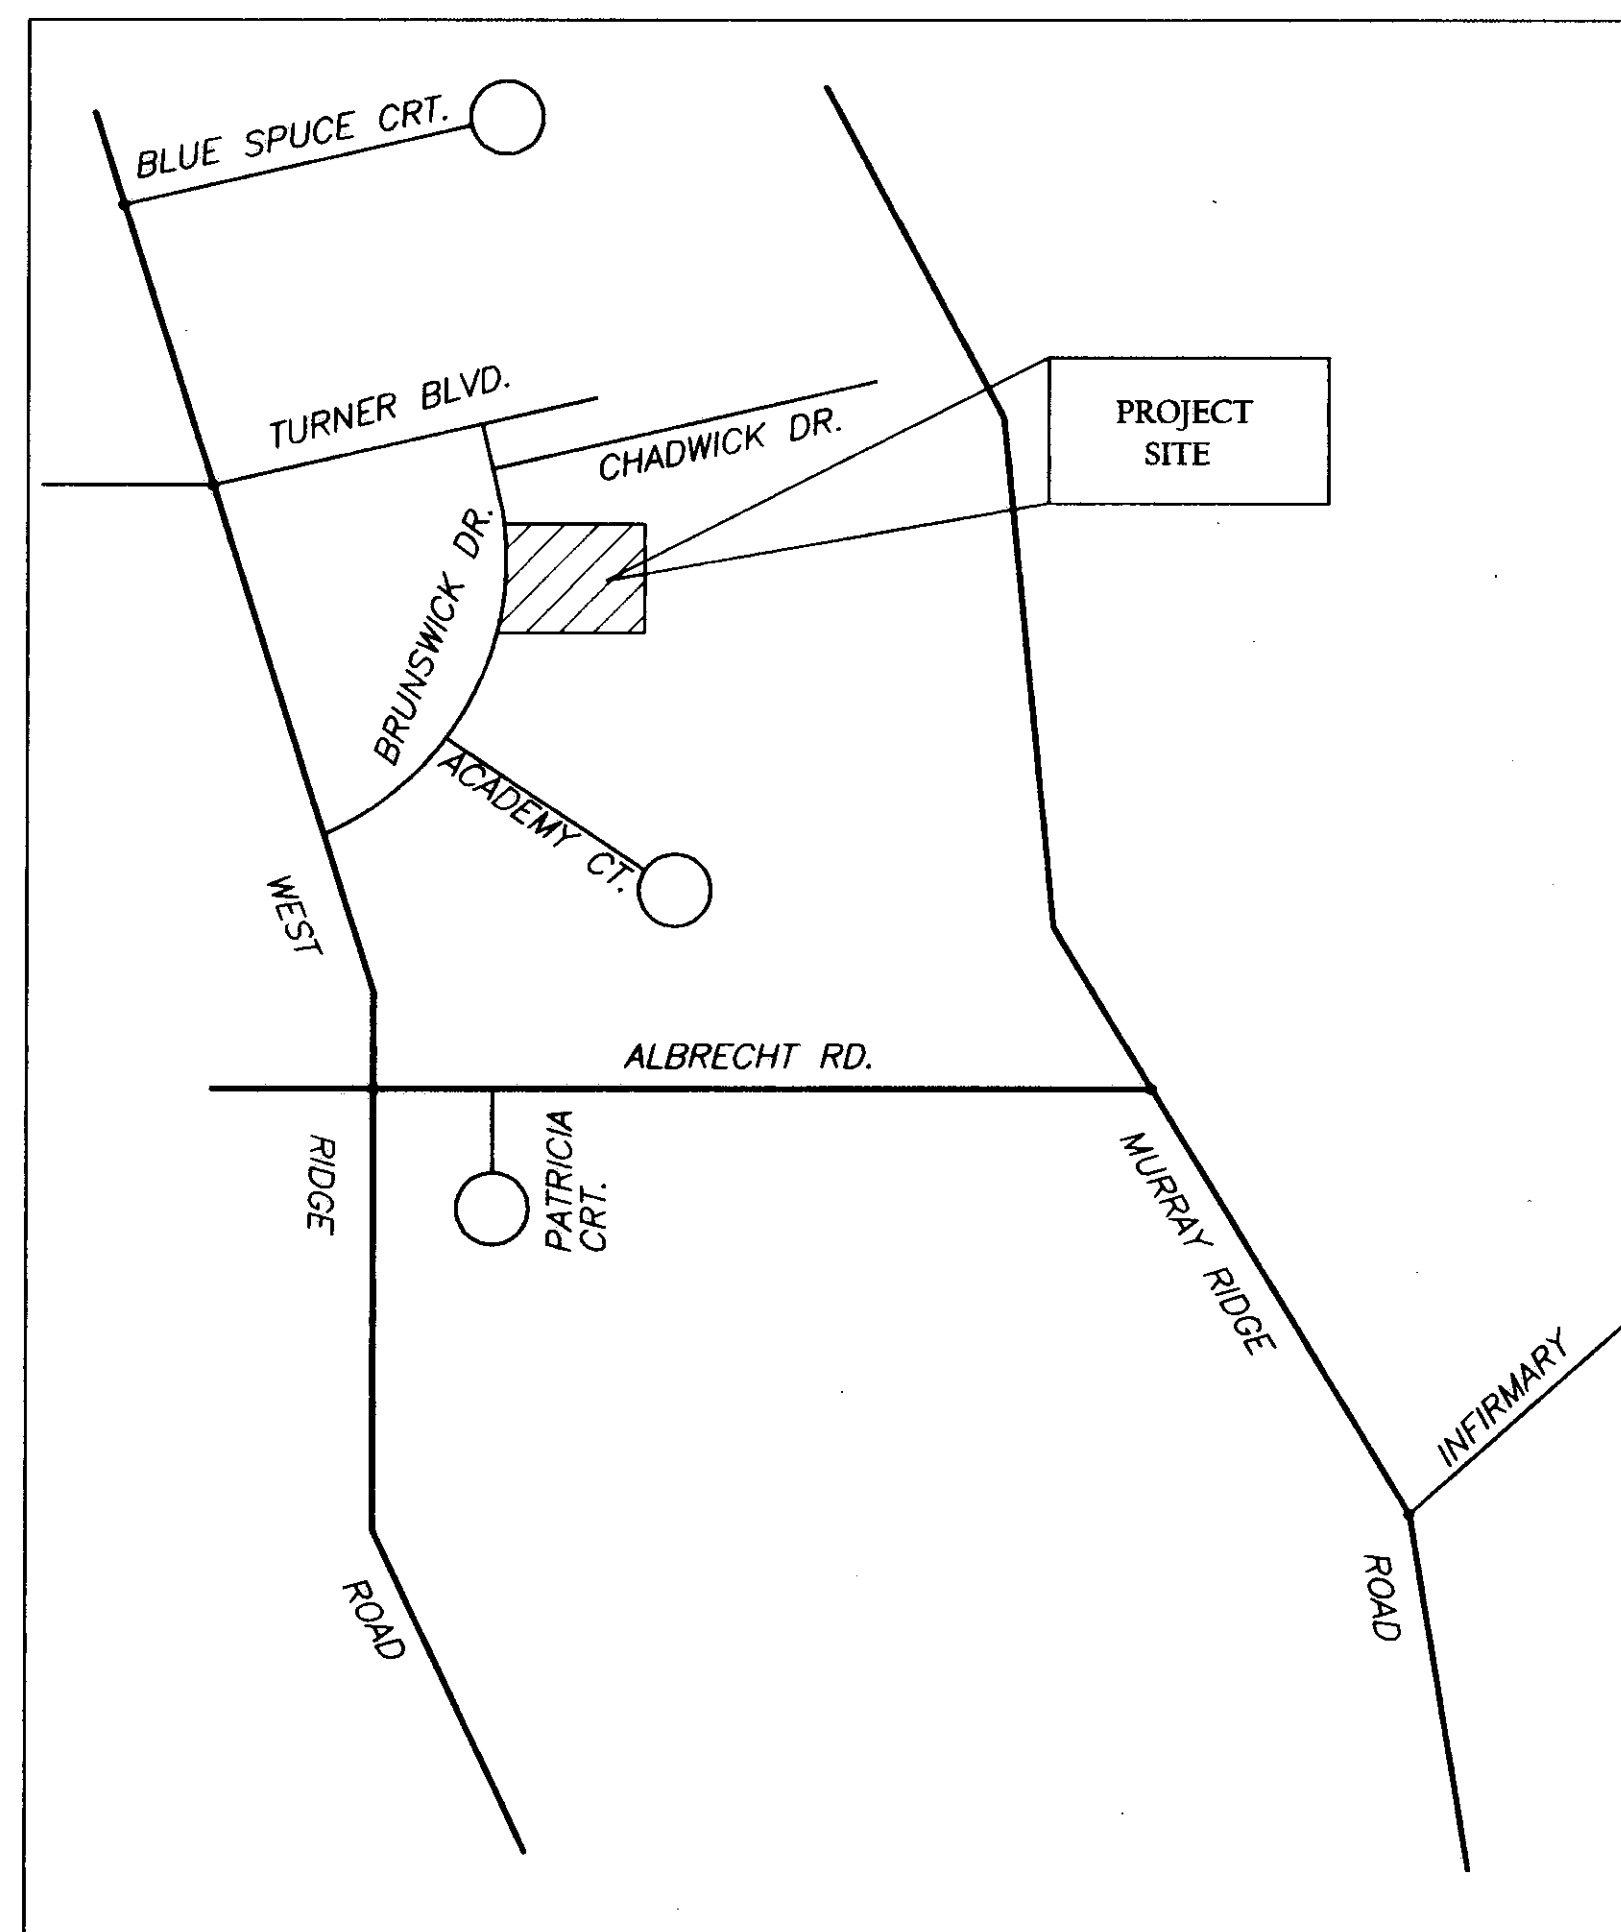 BLUE SPUCE CRT.
TURNER BLVD.
CHADWICK DR.
PROJECT
SITE
BRUNSWICK DR.
ACADEMY CT.
WEST
RIDGE
ROAD
ALBRECHT RD.
PATRICIA
CRT.
MURRAY RIDGE
ROAD
INFIRMARY